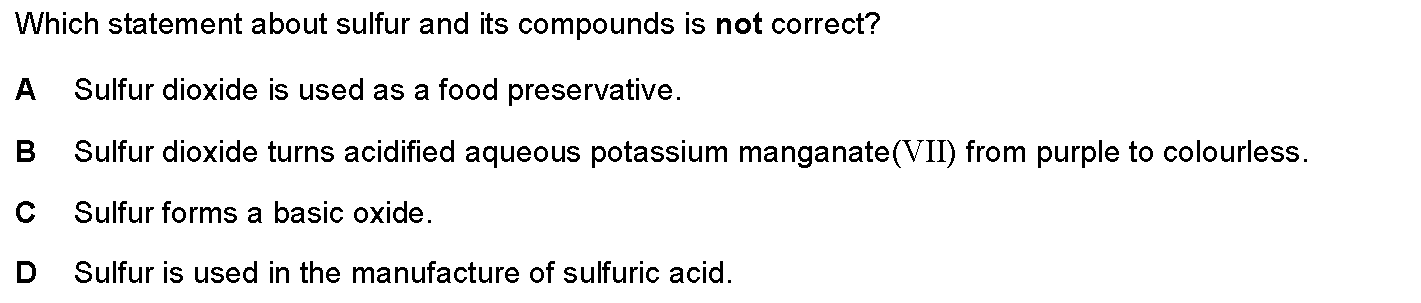 Which statement about sulfur and its compounds is not correct?
A Sulfur dioxide is used as a food preservative.
B Sulfur dioxide turns acidified aqueous potassium manganate(VII) from purple to colourless.
C Sulfur forms a basic oxide.
D Sulfur is used in the manufacture of sulfuric acid.